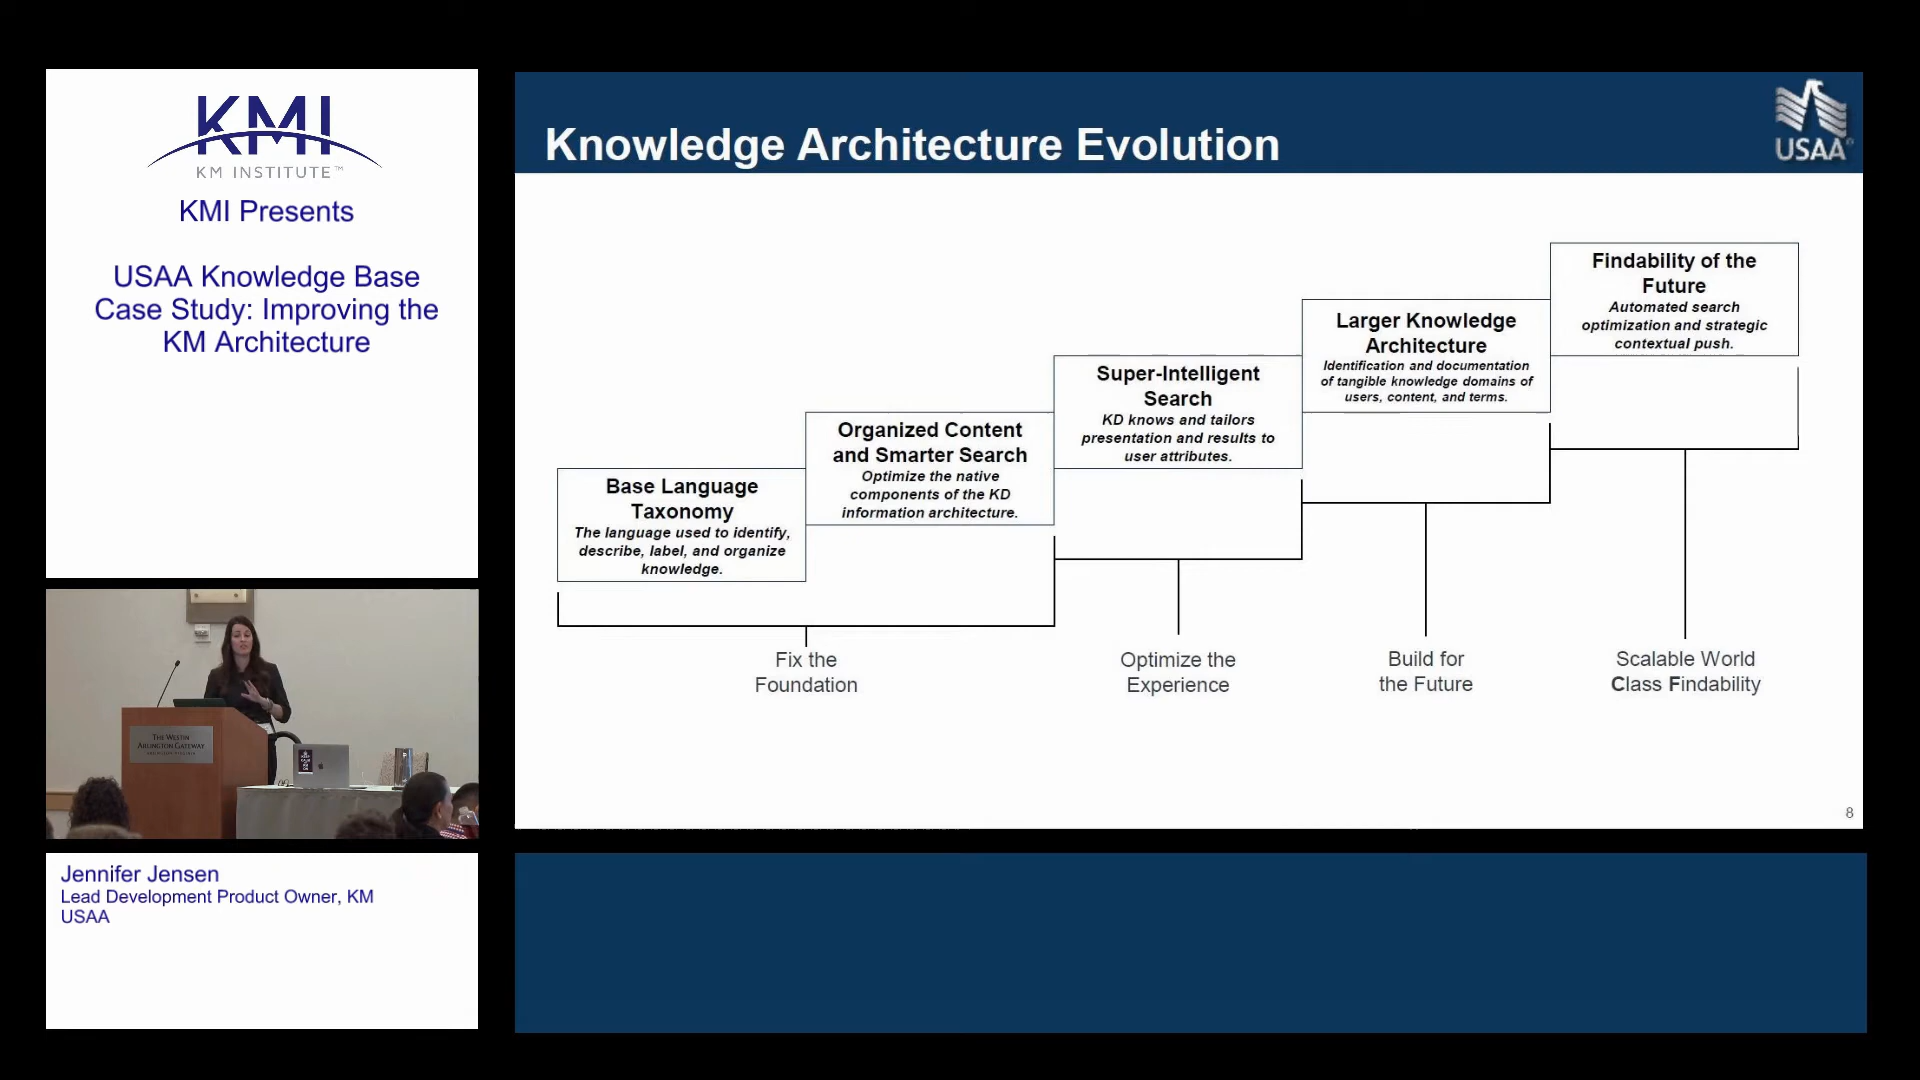 KMI
KM INSTITUTE™
KMI Presents
USAA Knowledge Base
Case Study: Improving the
KM Architecture
THE WESTIN
ARLINGTON GATEWAY
Jennifer Jensen
Lead Development Product Owner, KM
USAA
Knowledge Architecture Evolution
USAA®
Base Language
Taxonomy
The language used to identify,
describe, label, and organize
knowledge.
Organized Content
and Smarter Search
Optimize the native
components of the KD
information architecture.
Super-Intelligent
Search
KD knows and tailors
presentation and results to
user attributes.
Larger Knowledge
Architecture
Identification and documentation
of tangible knowledge domains of
users, content, and terms.
Findability of the
Future
Automated search
optimization and strategic
contextual push.
Fix the
Foundation
Optimize the
Experience
Build for
the Future
Scalable World
Class Findability
8